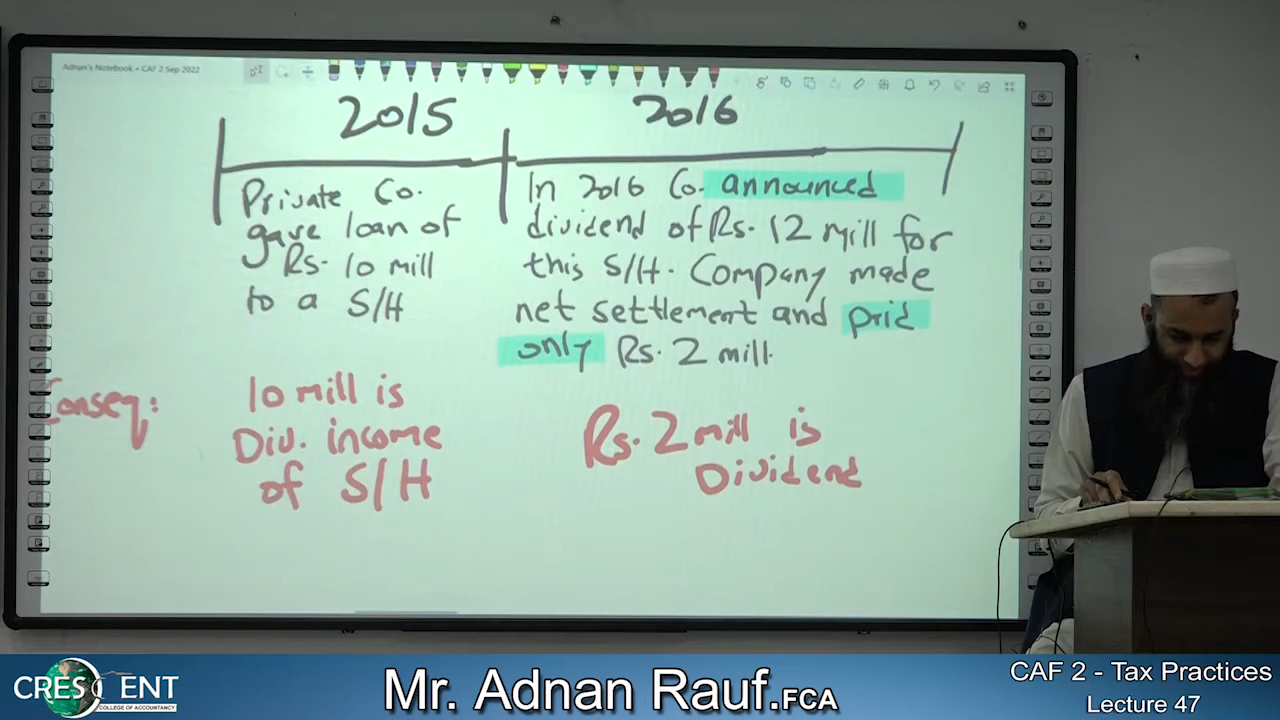 Adnan's Notebook • CAF 2 Sep 2022
2015
2016
Private Co.
gave loan of
Rs. 10 mill
to a S/H
In 2016 Co. announced
dividend of Rs. 12 mill for
this S/H. Company made
net settlement and paid
only Rs. 2 mill.
Conseq:
10 mill is
Div. income
of S/H
Rs. 2 mill is
Dividend
CRESCENT
COLLEGE OF ACCOUNTANCY
Mr. Adnan Rauf.FCA
CAF 2 - Tax Practices
Lecture 47